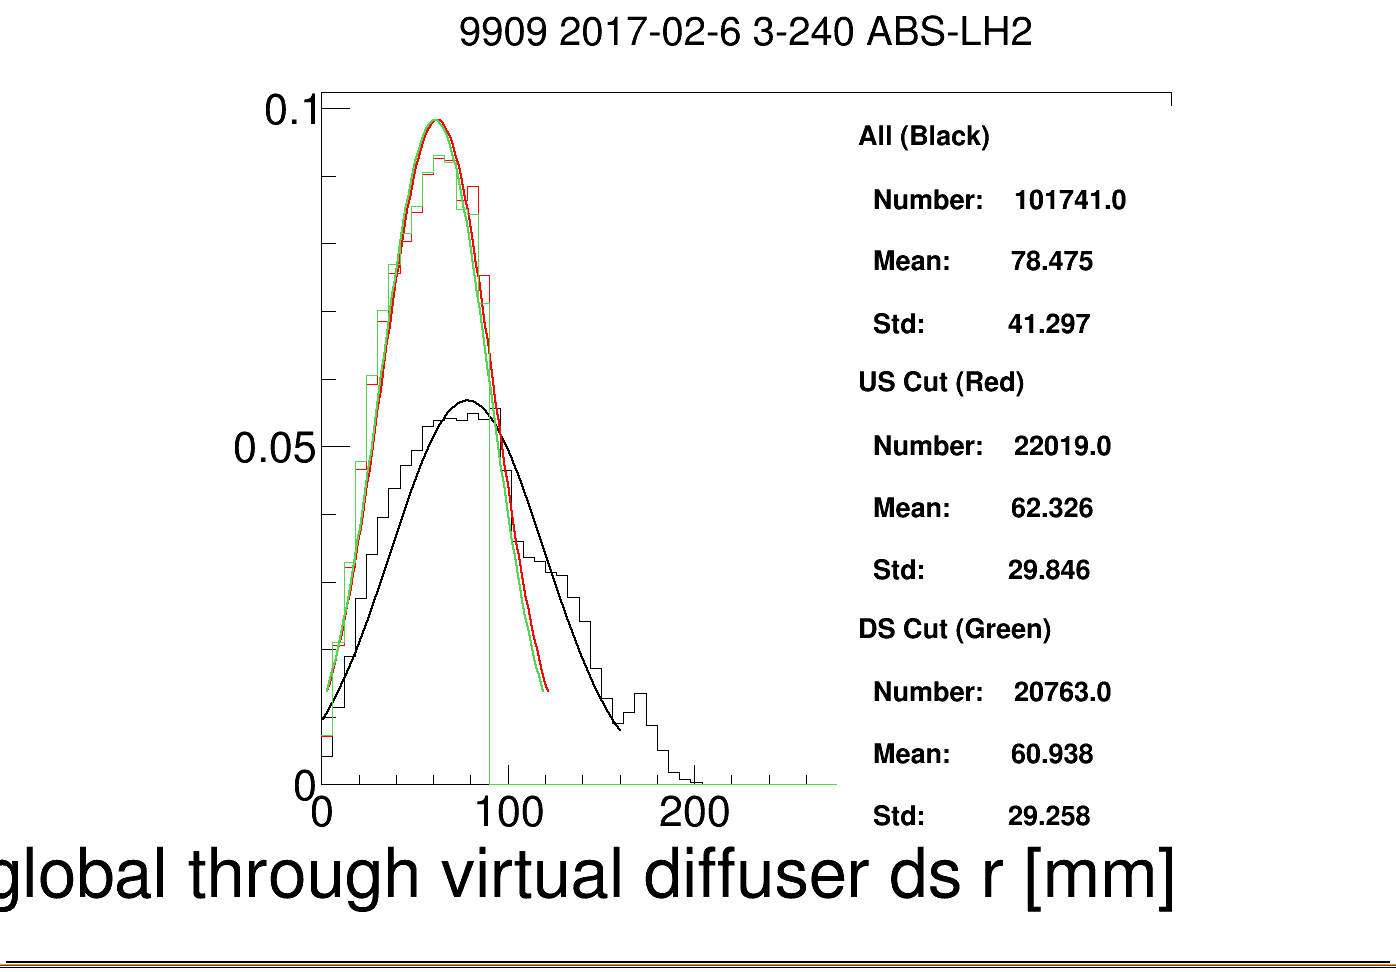 9909 2017-02-6 3-240 ABS-LH2
0.1
0.05
0
0 100 200
All (Black)
Number: 101741.0
Mean: 78.475
Std: 41.297
US Cut (Red)
Number: 22019.0
Mean: 62.326
Std: 29.846
DS Cut (Green)
Number: 20763.0
Mean: 60.938
Std: 29.258
global through virtual diffuser ds r [mm]